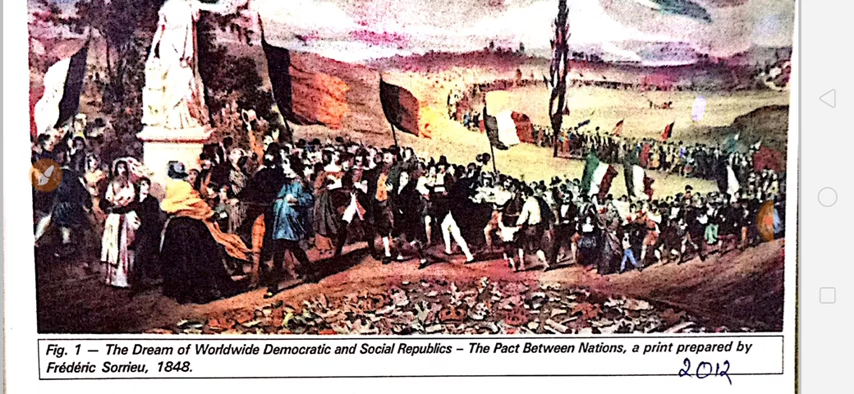 Fig. 1 — The Dream of Worldwide Democratic and Social Republics – The Pact Between Nations, a print prepared by
Frédéric Sorrieu, 1848.
2012